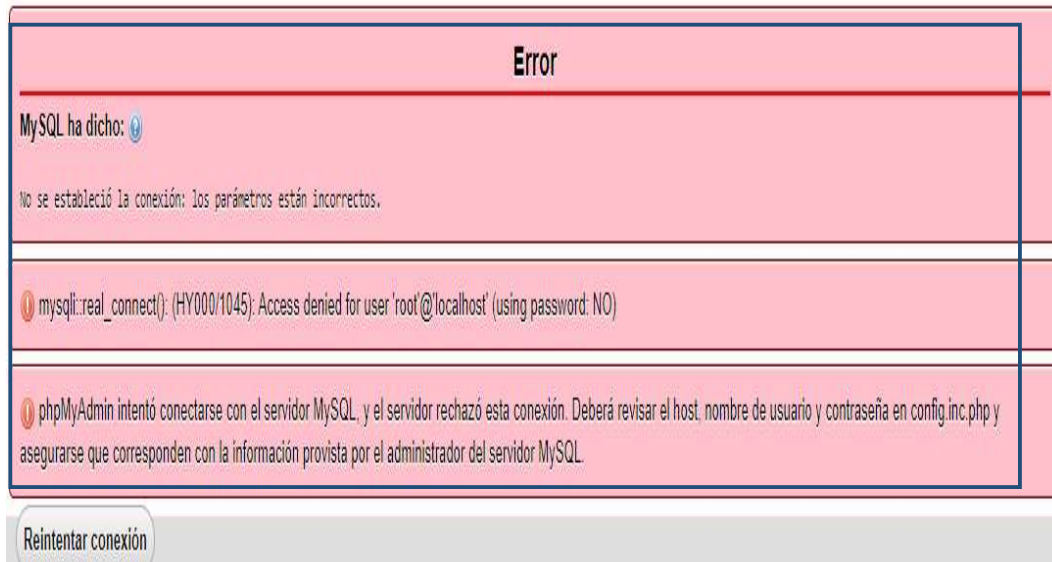 Error
MySQL ha dicho:
No se estableció la conexión: los parámetros están incorrectos.
mysqli::real_connect(): (HY000/1045): Access denied for user 'root'@'localhost' (using password: NO)
phpMyAdmin intentó conectarse con el servidor MySQL, y el servidor rechazó esta conexión. Deberá revisar el host, nombre de usuario y contraseña en config.inc.php y
asegurarse que corresponden con la información provista por el administrador del servidor MySQL.
Reintentar conexión